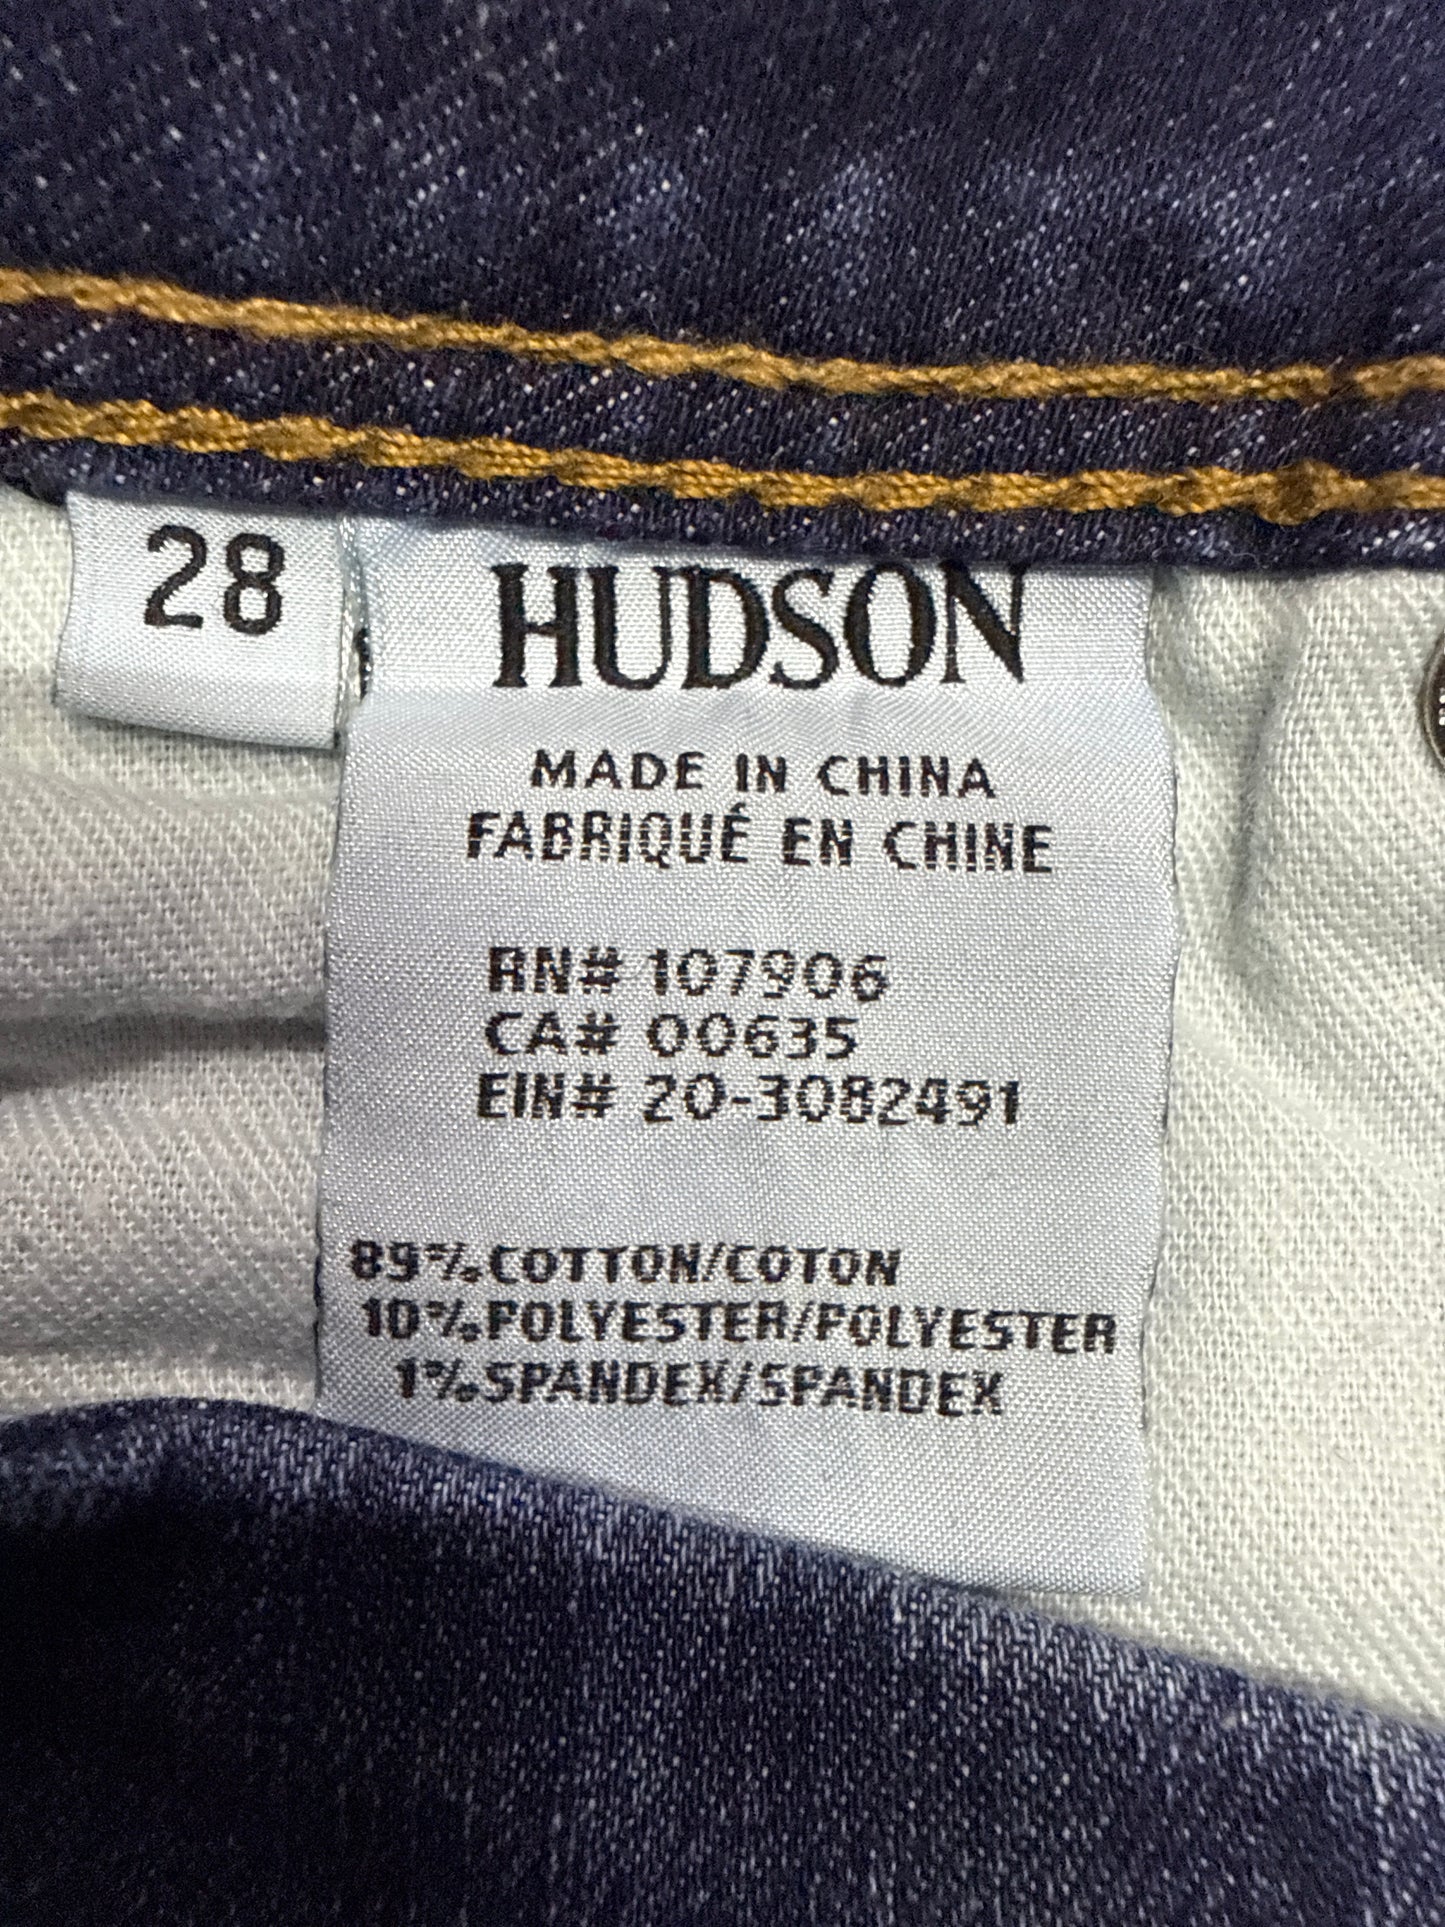 28
HUDSON
MADE IN CHINA
FABRIQUÉ EN CHINE
RN# 107906
CA# 00635
EIN# 20-3082491
89%COTTON/COTON
10%POLYESTER/POLYESTER
1%SPANDEX/SPANDEX